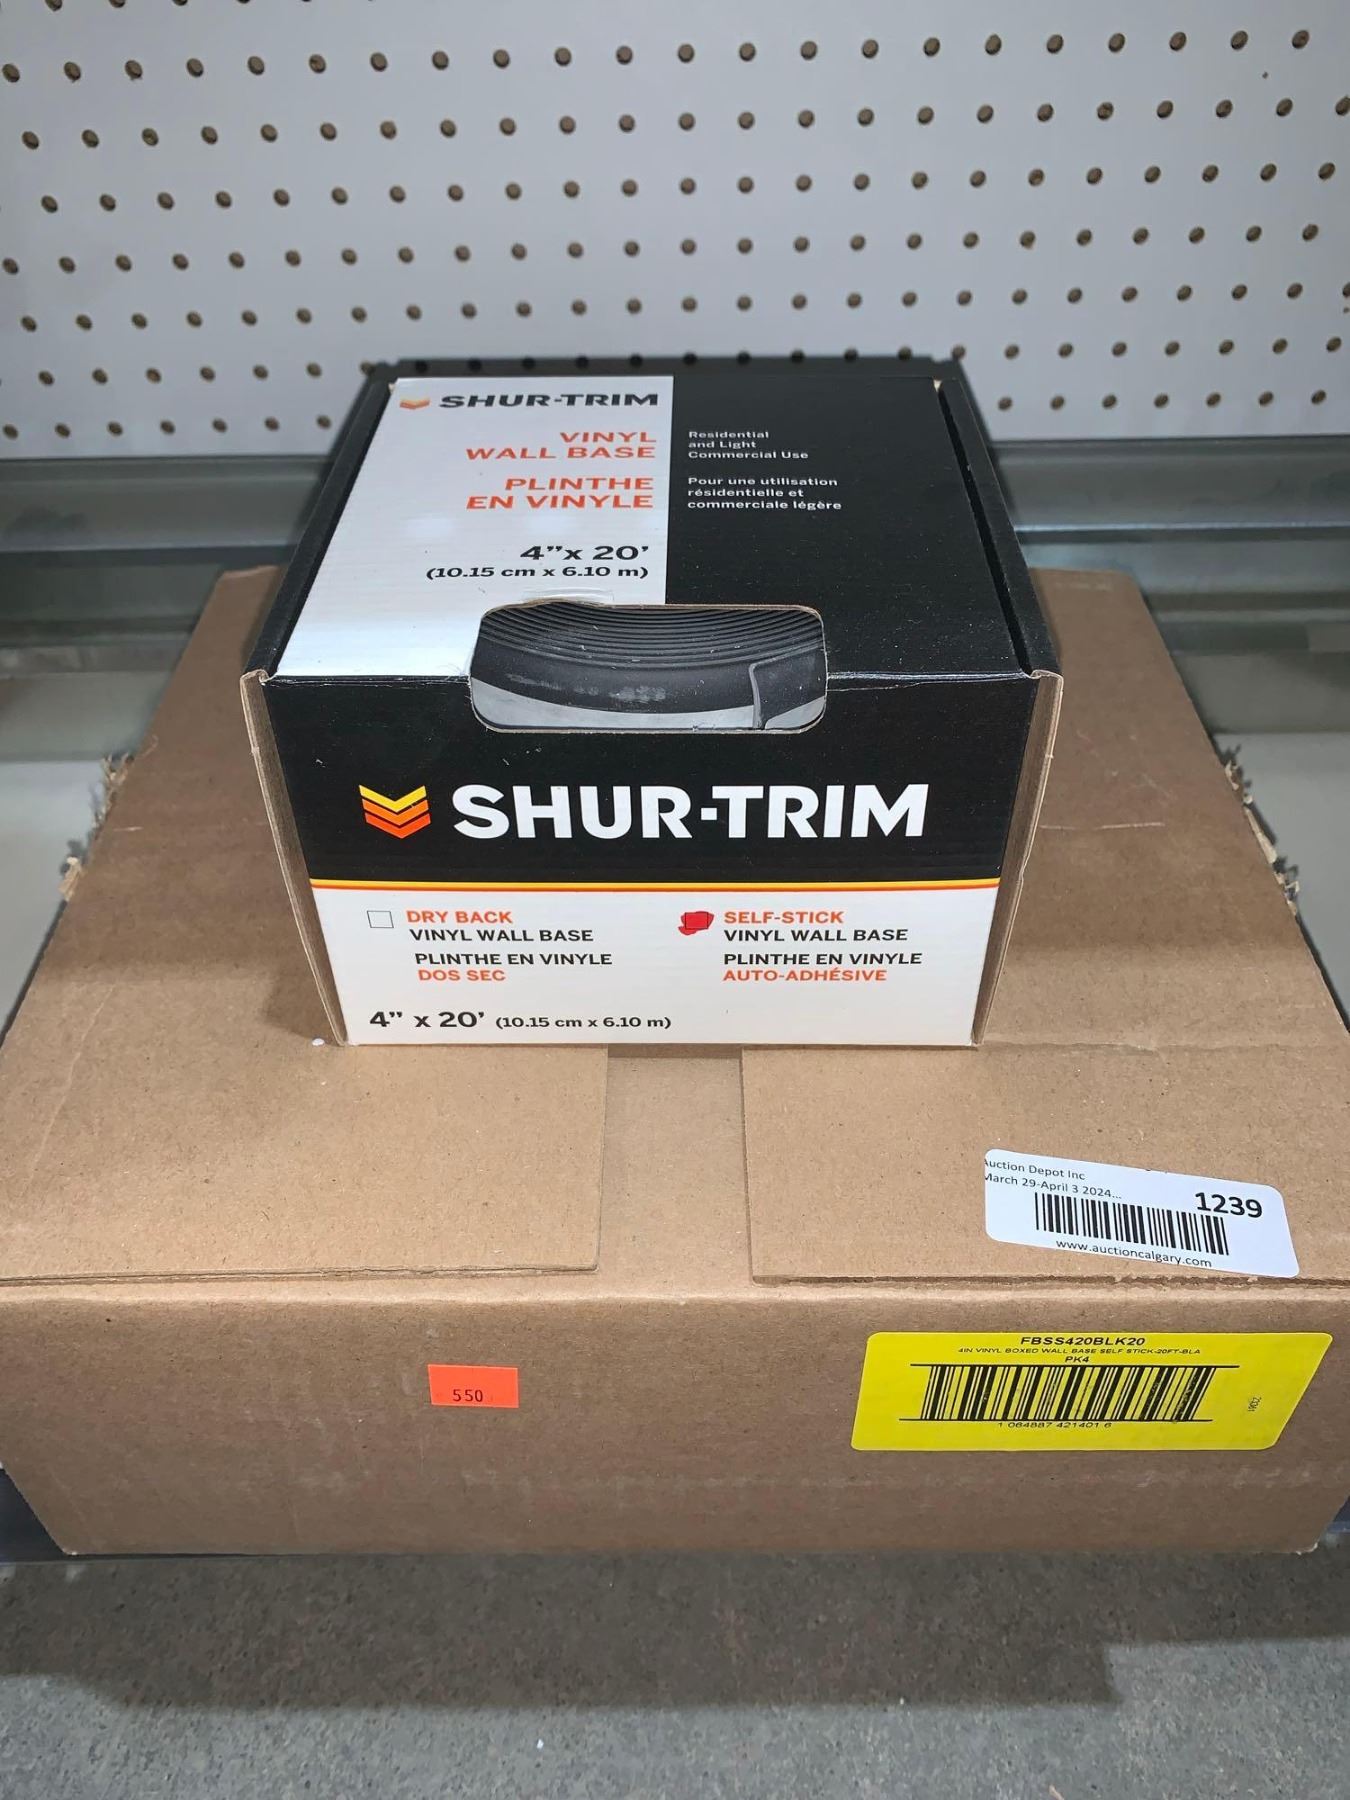 SHUR-TRIM
VINYL
WALL BASE
PLINTHE
EN VINYLE
4”x 20’
(10.15 cm x 6.10 m)
Residential
and Light
Commercial Use
Pour une utilisation
résidentielle et
commerciale légère
SHUR-TRIM
DRY BACK
VINYL WALL BASE
PLINTHE EN VINYLE
DOS SEC
SELF-STICK
VINYL WALL BASE
PLINTHE EN VINYLE
AUTO-ADHÉSIVE
4” x 20’ (10.15 cm x 6.10 m)
Auction Depot Inc
March 29-April 3 2024...
1239
www.auctioncalgary.com
FBSS420BLK20
4IN VINYL BOXED WALL BASE SELF STICK-20FT-BLA
PK4
1 064887 421401 6
550